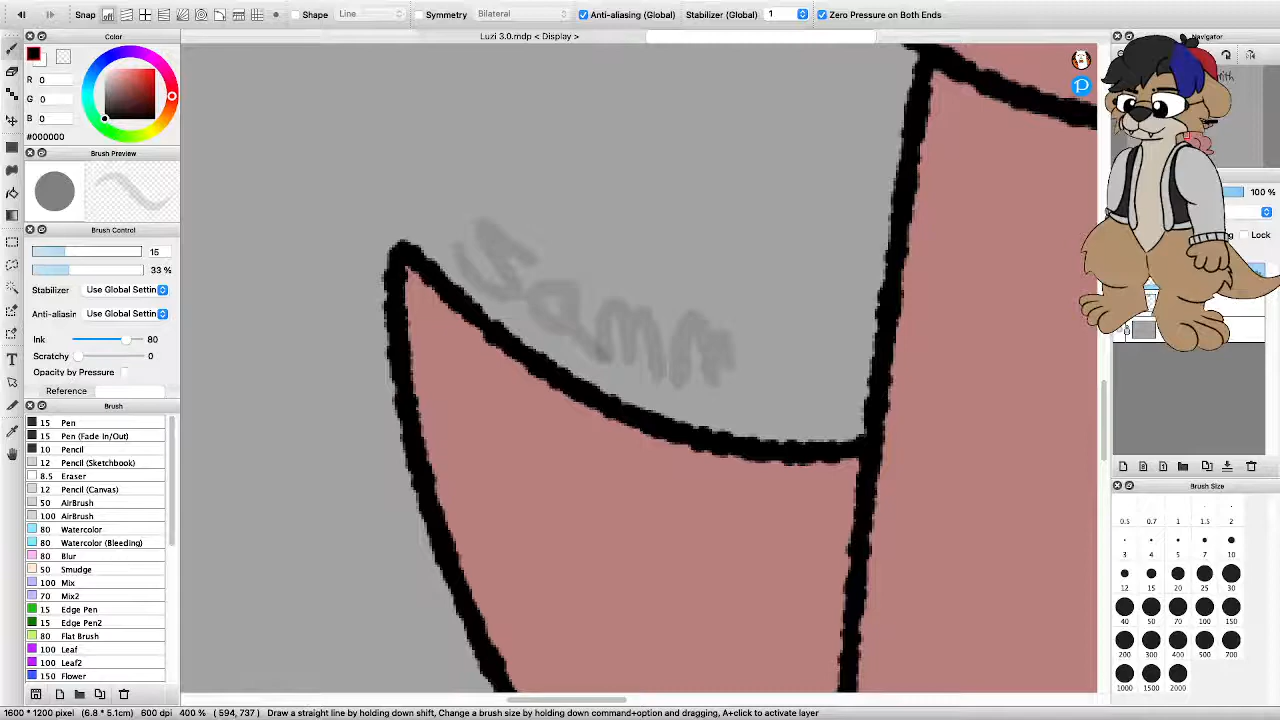 Snap Shape Line Symmetry Bilateral Anti-aliasing (Global) Stabilizer (Global) 1 Zero Pressure on Both Ends
Color
Luzi 3.0.mdp < Display >
Navigator
R 0
G 0
B 0
#000000
Brush Preview
100 %
Lock
Brush Control
15
33 %
Stabilizer Use Global Settin
Anti-aliasin Use Global Settin
Ink 80
Scratchy 0
Opacity by Pressure
Reference
Brush
15 Pen
15 Pen (Fade In/Out)
10 Pencil
12 Pencil (Sketchbook)
8.5 Eraser
12 Pencil (Canvas)
50 AirBrush
100 AirBrush
80 Watercolor
80 Watercolor (Bleeding)
80 Blur
50 Smudge
100 Mix
70 Mix2
15 Edge Pen
15 Edge Pen2
80 Flat Brush
100 Leaf
100 Leaf2
150 Flower
Brush Size
0.5 0.7 1 1.5 2
3 4 5 7 10
12 15 20 25 30
40 50 70 100 150
200 300 400 500 700
1000 1500 2000
1600 * 1200 pixel (6.8 * 5.1cm) 600 dpi 400 % ( 594, 737 ) Draw a straight line by holding down shift, Change a brush size by holding down command+option and dragging, A+click to activate layer